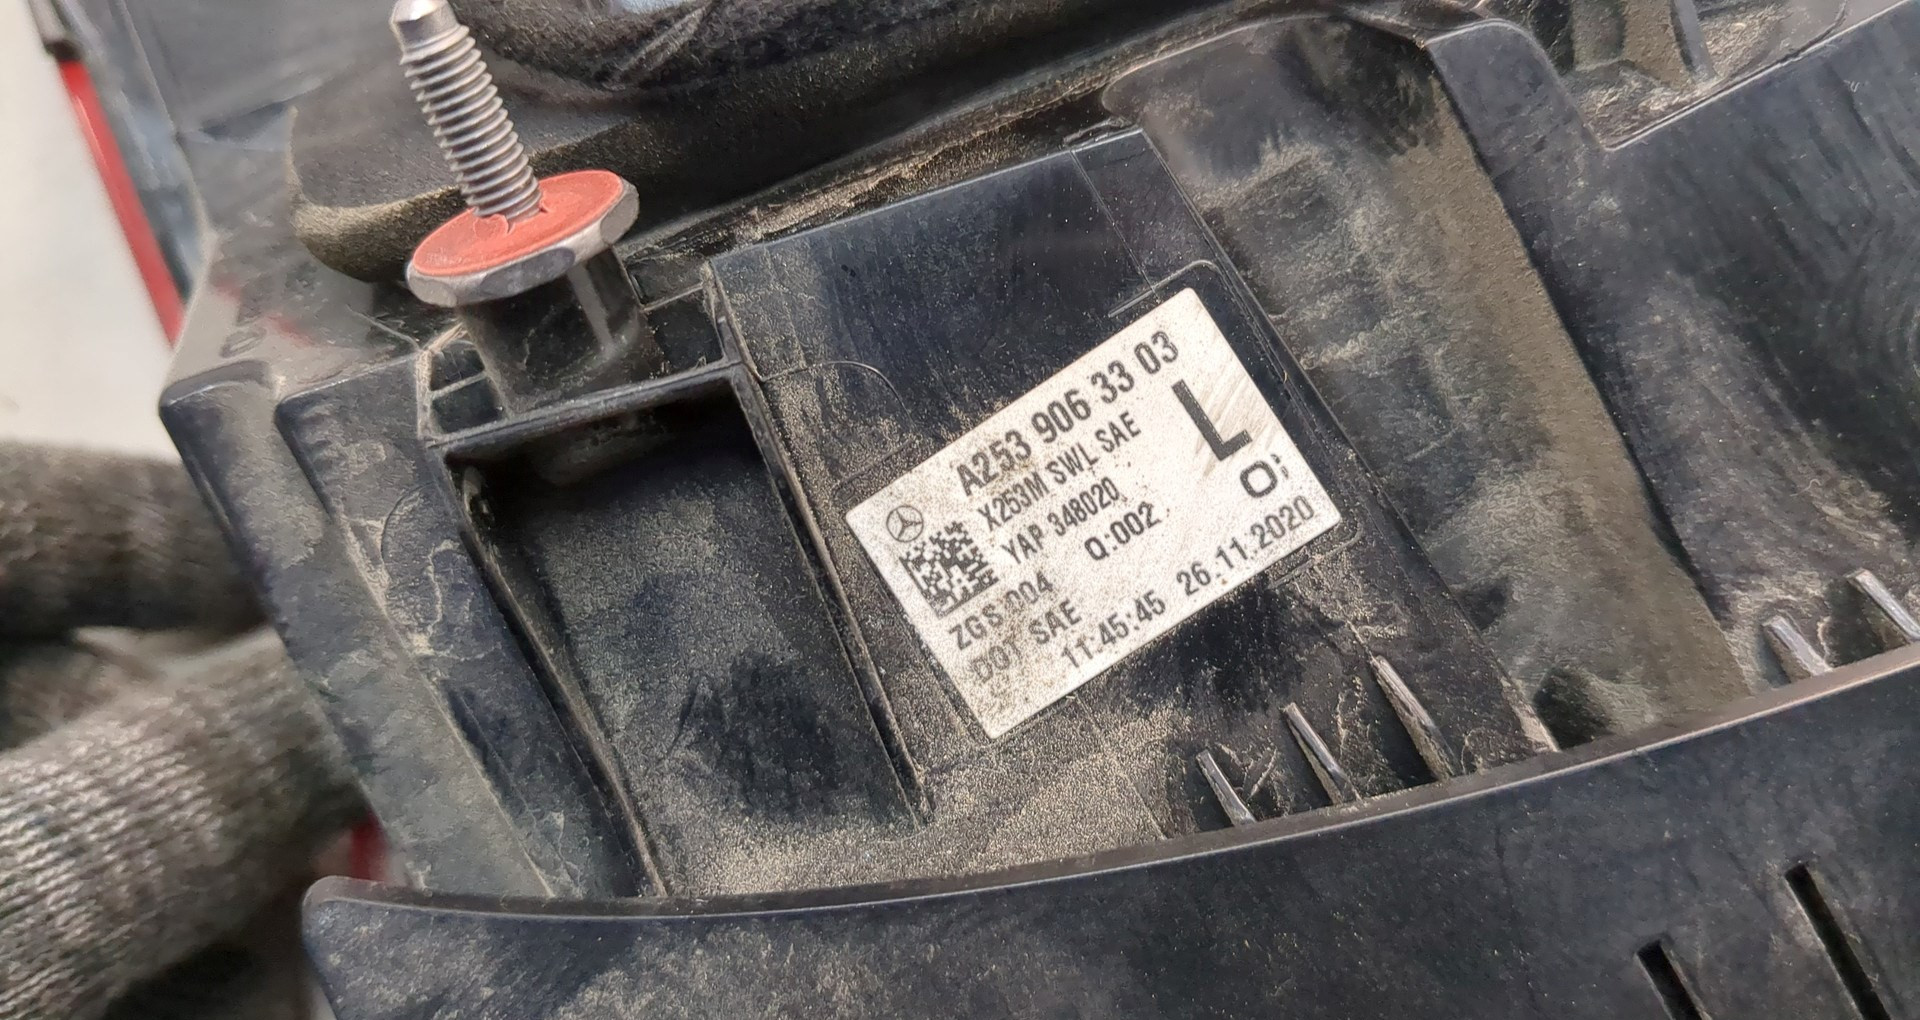 A253 906 33 03
X253M SWL SAE
YAP 348020
L
Q:002
ZGS:004
DOT SAE
11:45:45 26.11.2020